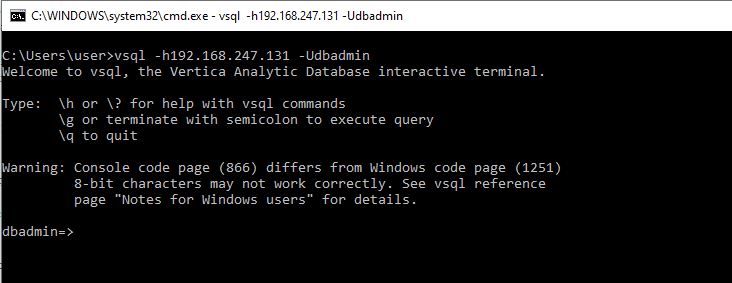 C:\WINDOWS\system32\cmd.exe - vsql  -h192.168.247.131 -Udbadmin
C:\Users\user>vsql -h192.168.247.131 -Udbadmin
Welcome to vsql, the Vertica Analytic Database interactive terminal.
Type:  \h or \? for help with vsql commands
       \g or terminate with semicolon to execute query
       \q to quit
Warning: Console code page (866) differs from Windows code page (1251)
         8-bit characters may not work correctly. See vsql reference
         page "Notes for Windows users" for details.
dbadmin=>